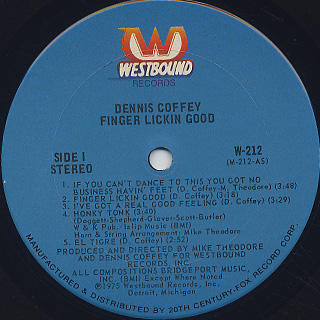 WESTBOUND
RECORDS
DENNIS COFFEY
FINGER LICKIN GOOD
SIDE I
STEREO
W-212
(M-212-AS)
1. IF YOU CAN'T DANCE TO THIS YOU GOT NO
BUSINESS HAVIN' FEET (D. Coffey-M. Theodore) (3:48)
2. FINGER LICKIN GOOD (D. Coffey) (3:48)
3. I'VE GOT A REAL GOOD FEELING (D. Coffey) (3:29)
4. HONKY TONK (3:40)
(Doggett-Shepherd-Glover-Scott-Butler)
W & K Pub./Islip Music (BMI)
Horn & String Arrangement: Mike Theodore
5. EL TIGRE (D. Coffey) (2:52)
PRODUCED AND DIRECTED BY MIKE THEODORE
AND DENNIS COFFEY FOR WESTBOUND
RECORDS, INC.
ALL COMPOSITIONS BRIDGEPORT MUSIC,
INC. (BMI) Except Where Noted
©1975 Westbound Records Inc.
Detroit, Michigan
MANUFACTURED & DISTRIBUTED BY 20TH CENTURY-FOX RECORD CORP.